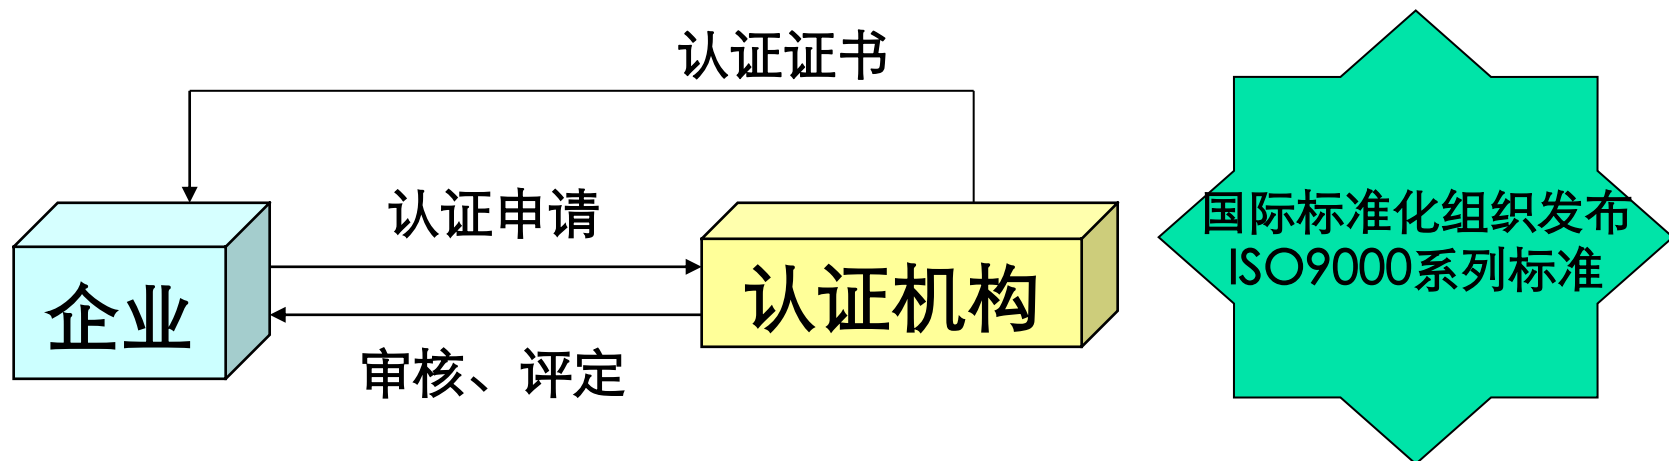 认证证书
认证申请
企业
认证机构
审核、评定
国际标准化组织发布
ISO9000系列标准